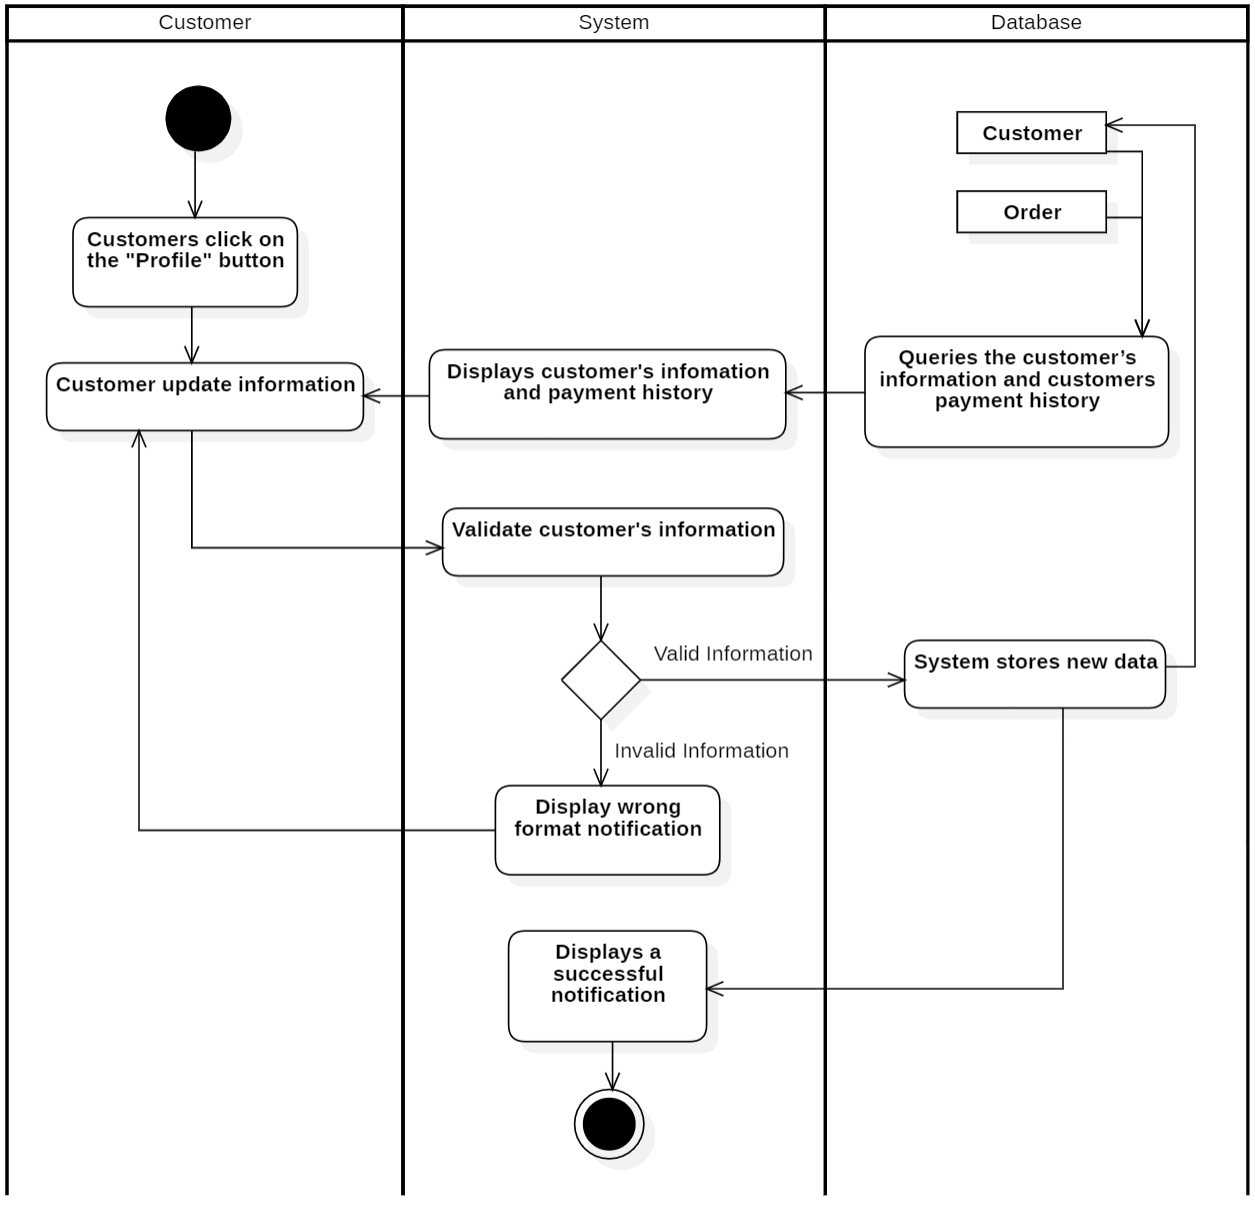 Customer
System
Database
Customer
Order
Customers click on
the "Profile" button
Customer update information
Displays customer's infomation
and payment history
Queries the customer’s
information and customers
payment history
Validate customer's information
Valid Information
System stores new data
Invalid Information
Display wrong
format notification
Displays a
successful
notification